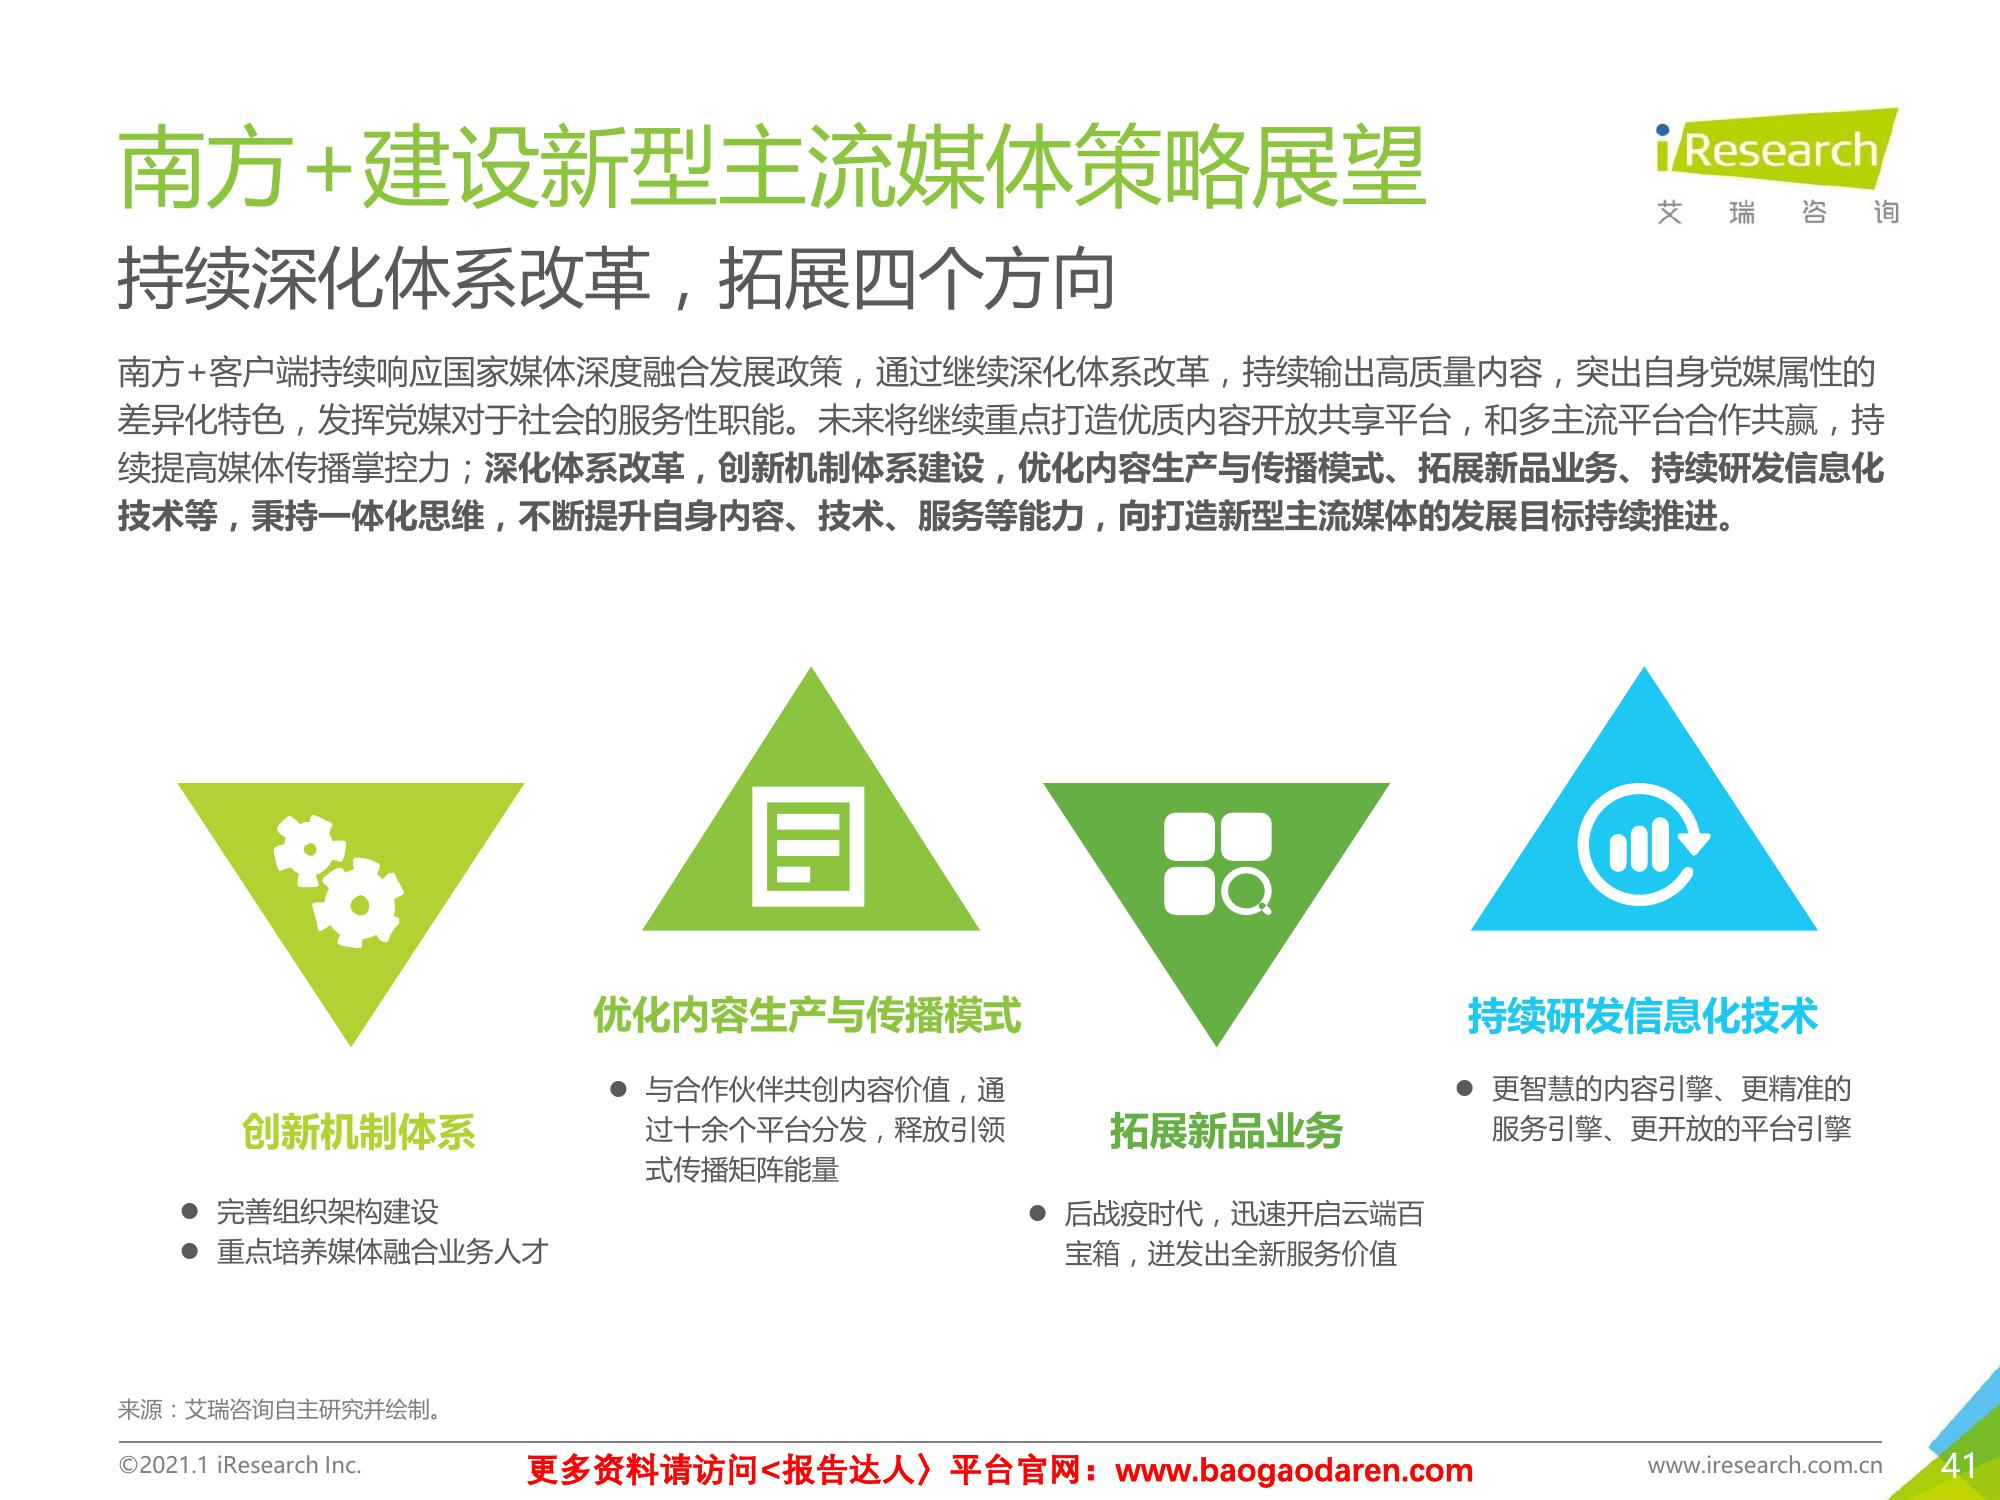 南方+建设新型主流媒体策略展望
iResearch
艾瑞咨询
持续深化体系改革，拓展四个方向
南方+客户端持续响应国家媒体深度融合发展政策，通过继续深化体系改革，持续输出高质量内容，突出自身党媒属性的
差异化特色，发挥党媒对于社会的服务性职能。未来将继续重点打造优质内容开放共享平台，和多主流平台合作共赢，持
续提高媒体传播掌控力；深化体系改革，创新机制体系建设，优化内容生产与传播模式、拓展新品业务、持续研发信息化
技术等，秉持一体化思维，不断提升自身内容、技术、服务等能力，向打造新型主流媒体的发展目标持续推进。
创新机制体系
● 完善组织架构建设
● 重点培养媒体融合业务人才
优化内容生产与传播模式
● 与合作伙伴共创内容价值，通
过十余个平台分发，释放引领
式传播矩阵能量
拓展新品业务
● 后战疫时代，迅速开启云端百
宝箱，迸发出全新服务价值
持续研发信息化技术
● 更智慧的内容引擎、更精准的
服务引擎、更开放的平台引擎
来源：艾瑞咨询自主研究并绘制。
©2021.1 iResearch Inc.
更多资料请访问<报告达人〉平台官网：www.baogaodaren.com
www.iresearch.com.cn
41